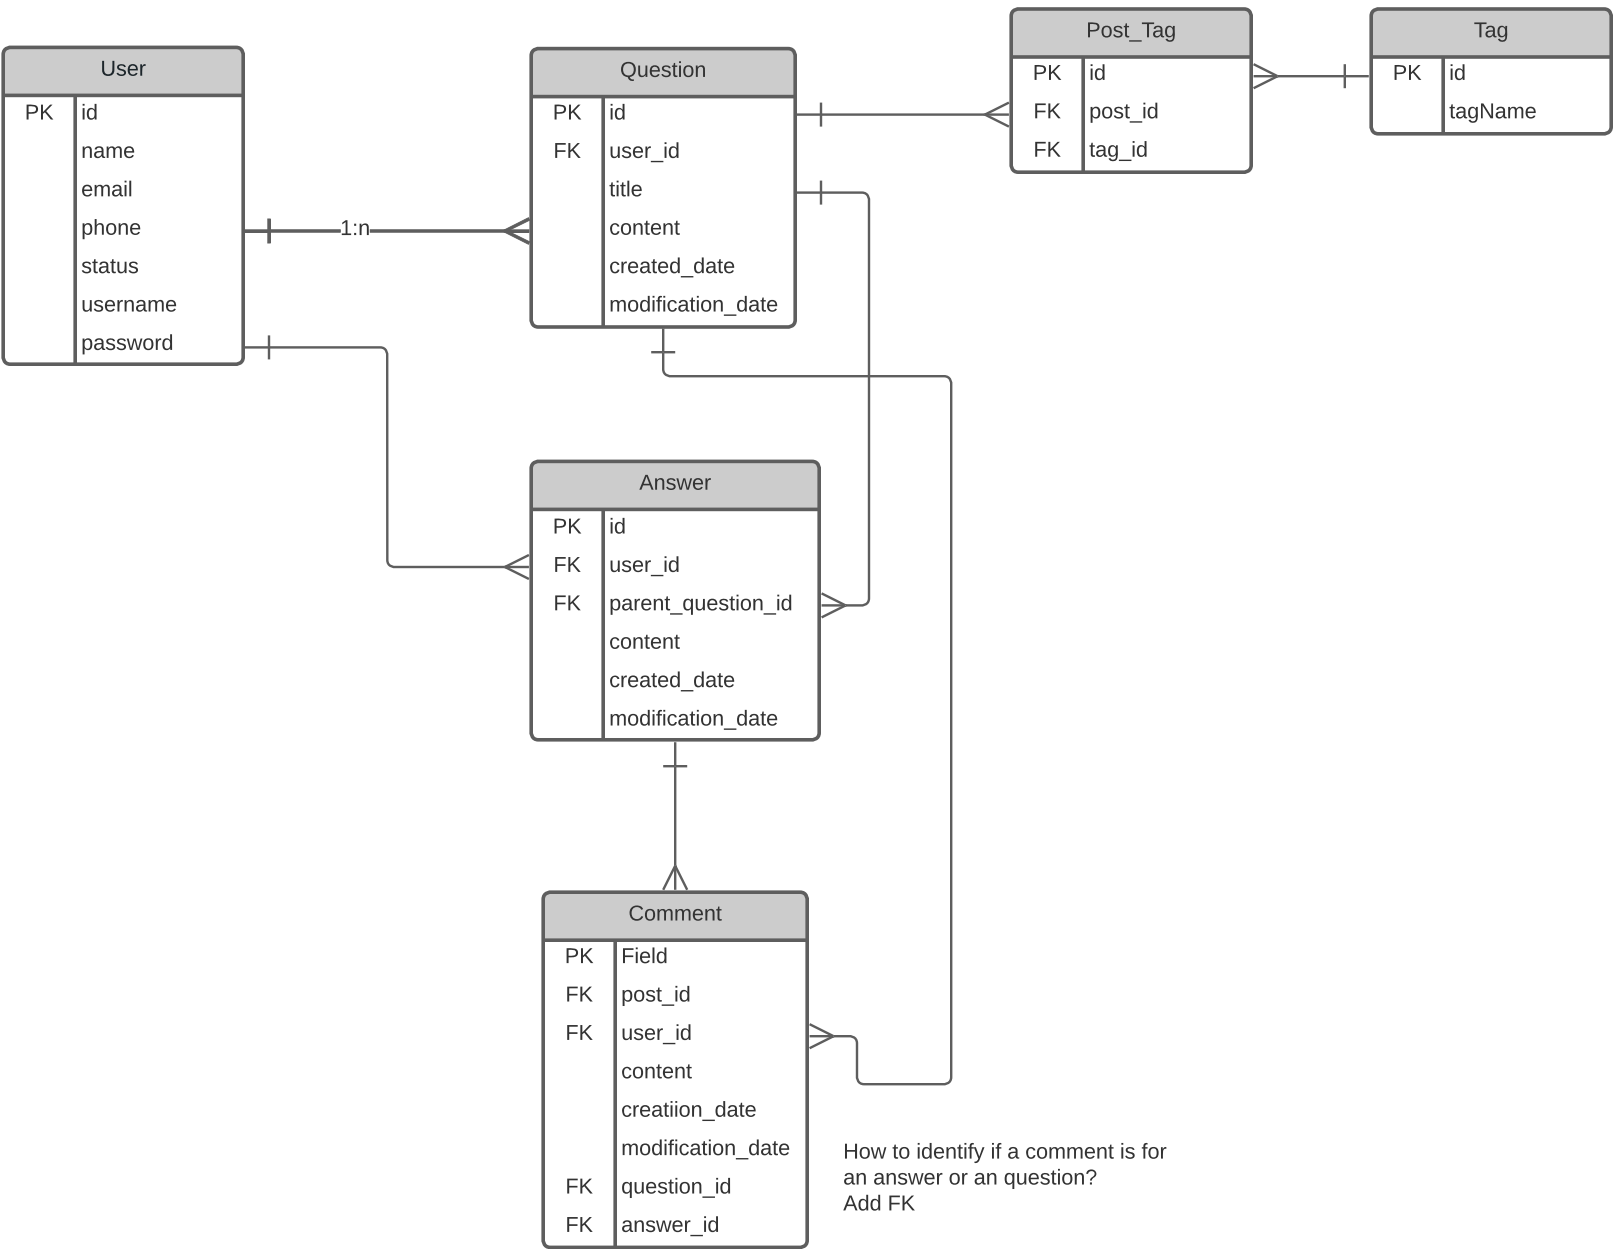 User
PK id
name
email
phone
status
username
password
1:n
Question
PK id
FK user_id
title
content
created_date
modification_date
Post_Tag
PK id
FK post_id
FK tag_id
Tag
PK id
tagName
Answer
PK id
FK user_id
FK parent_question_id
content
created_date
modification_date
Comment
PK Field
FK post_id
FK user_id
content
creatiion_date
modification_date
FK question_id
FK answer_id
How to identify if a comment is for
an answer or an question?
Add FK